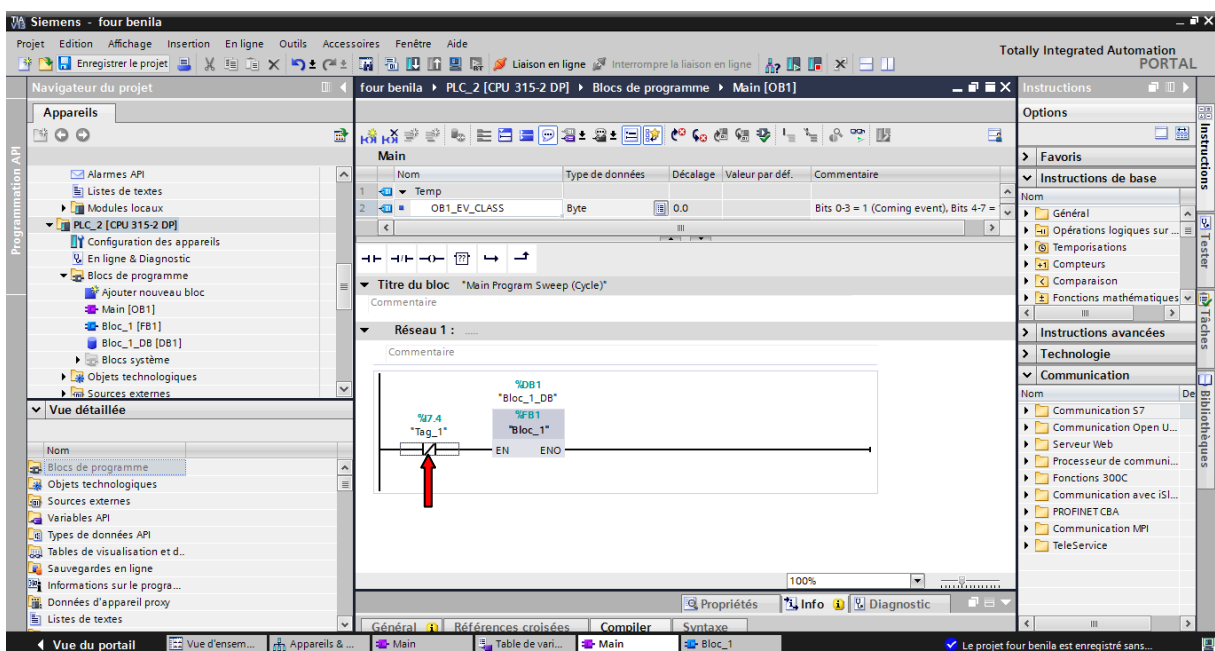 Siemens - four benila
Projet Edition Affichage Insertion En ligne Outils Accessoires Fenêtre Aide
Totally Integrated Automation
PORTAL
Enregistrer le projet
Liaison en ligne
Interrompre la liaison en ligne
Navigateur du projet
four benila PLC_2 [CPU 315-2 DP] Blocs de programme Main [OB1]
Instructions
Appareils
Options
Programmation API
Alarmes API
Listes de textes
Modules locaux
PLC_2 [CPU 315-2 DP]
Configuration des appareils
En ligne & Diagnostic
Blocs de programme
Ajouter nouveau bloc
Main [OB1]
Bloc_1 [FB1]
Bloc_1_DB [DB1]
Blocs système
Objets technologiques
Sources externes
Vue détaillée
Nom
Blocs de programme
Objets technologiques
Sources externes
Variables API
Types de données API
Tables de visualisation et d..
Sauvegardes en ligne
Informations sur le progra...
Données d'appareil proxy
Listes de textes
Main
Nom Type de données Décalage Valeur par déf. Commentaire
1 Temp
2 OB1_EV_CLASS Byte 0.0 Bits 0-3 = 1 (Coming event), Bits 4-7 =
Titre du bloc "Main Program Sweep (Cycle)"
Commentaire
Réseau 1 : .....
Commentaire
%DB1
"Bloc_1_DB"
%I7.4
"Tag_1"
%FB1
"Bloc_1"
EN ENO
100%
Propriétés Info Diagnostic
Général Références croisées Compiler Syntaxe
Favoris
Instructions de base
Nom
Général
Opérations logiques sur ...
Temporisations
Compteurs
Comparaison
Fonctions mathématiques
Instructions avancées
Technologie
Communication
Nom De
Communication S7
Communication Open U...
Serveur Web
Processeur de communi...
Fonctions 300C
Communication avec iSl...
PROFINET CBA
Communication MPI
TeleService
Instructions
Tester
Tâches
Bibliothèques
Vue du portail Vue d'ensem... Appareils & ... Main Table de vari... Main Bloc_1 Le projet four benila est enregistré sans...